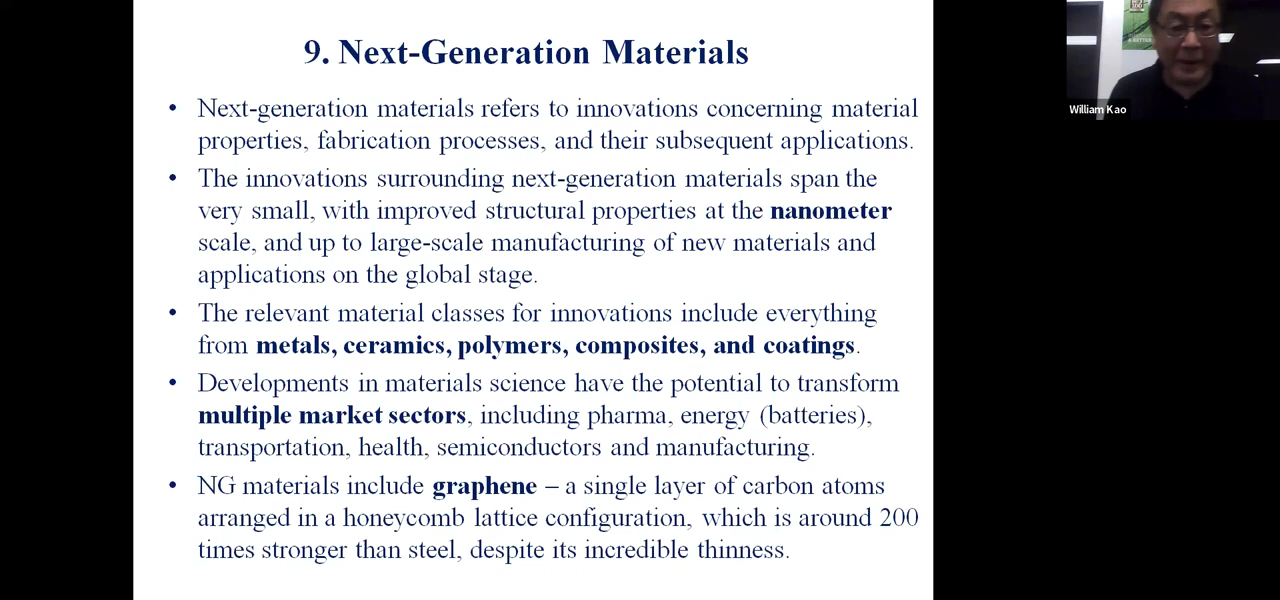 9. Next-Generation Materials
• Next-generation materials refers to innovations concerning material
properties, fabrication processes, and their subsequent applications.
• The innovations surrounding next-generation materials span the
very small, with improved structural properties at the nanometer
scale, and up to large-scale manufacturing of new materials and
applications on the global stage.
• The relevant material classes for innovations include everything
from metals, ceramics, polymers, composites, and coatings.
• Developments in materials science have the potential to transform
multiple market sectors, including pharma, energy (batteries),
transportation, health, semiconductors and manufacturing.
• NG materials include graphene – a single layer of carbon atoms
arranged in a honeycomb lattice configuration, which is around 200
times stronger than steel, despite its incredible thinness.
William Kao